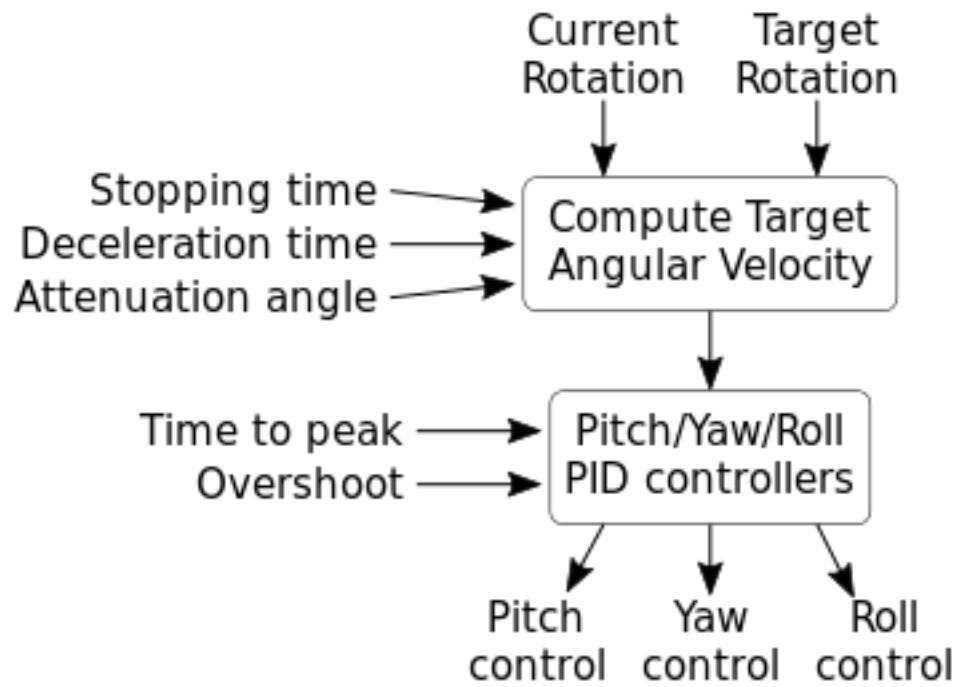 Current
Rotation
Target
Rotation
Stopping time
Deceleration time
Attenuation angle
Compute Target
Angular Velocity
Time to peak
Overshoot
Pitch/Yaw/Roll
PID controllers
Pitch
control
Yaw
control
Roll
control